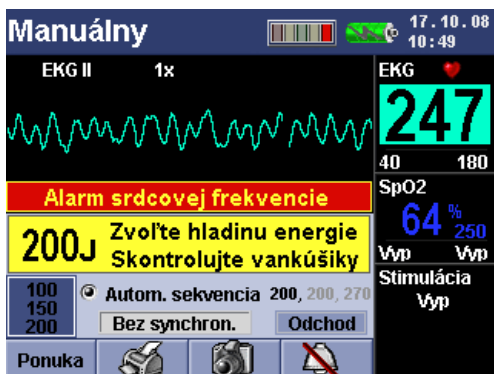 Manuálny
17.10.08
10:49
EKG II 1x
EKG
247
40 180
Alarm srdcovej frekvencie
SpO2
64 % 250
Vyp Vyp
200J Zvoľte hladinu energie
Skontrolujte vankúšiky
Stimulácia
Vyp
100
150
200
Autom. sekvencia 200, 200, 270
Bez synchron. Odchod
Ponuka